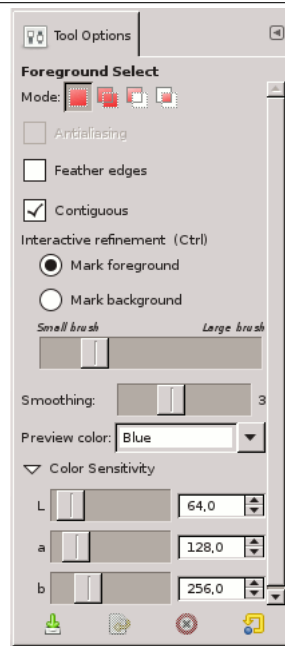 Tool Options
Foreground Select
Mode:
Antialiasing
Feather edges
Contiguous
Interactive refinement (Ctrl)
Mark foreground
Mark background
Small brush Large brush
Smoothing: 3
Preview color: Blue
Color Sensitivity
L 64,0
a 128,0
b 256,0